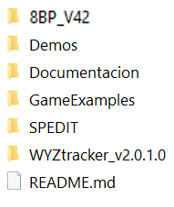 8BP_V42
Demos
Documentacion
GameExamples
SPEDIT
WYZtracker_v2.0.1.0
README.md